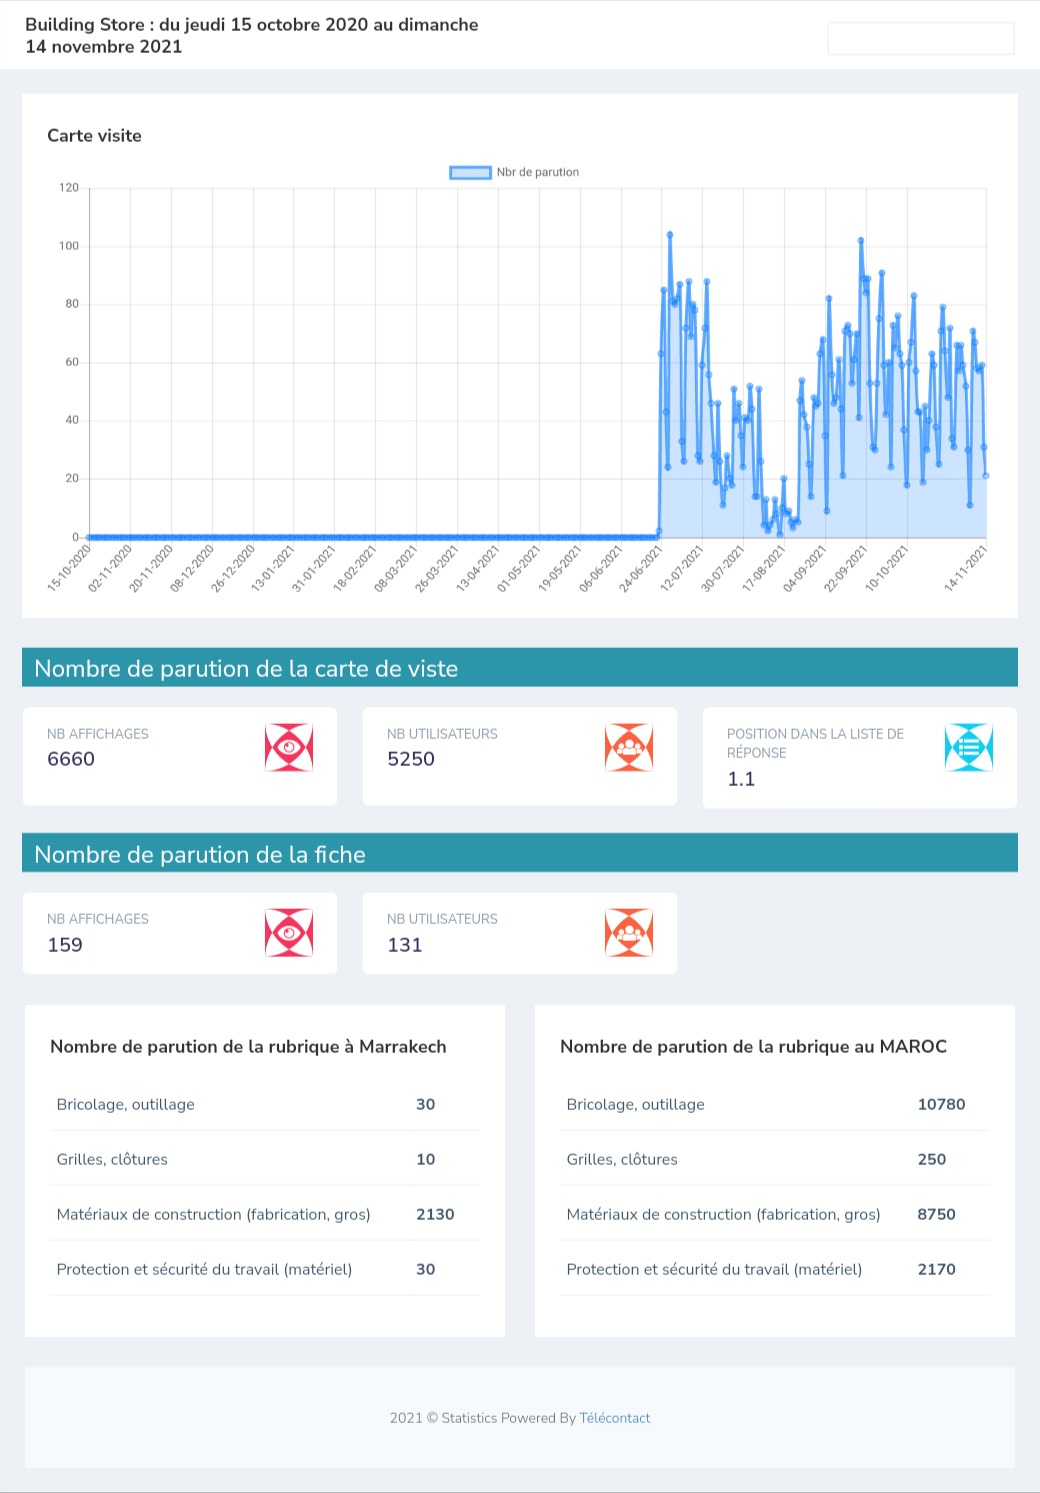 Building Store : du jeudi 15 octobre 2020 au dimanche
14 novembre 2021
Carte visite
Nbr de parution
120
100
80
60
40
20
0
15-10-2020
02-11-2020
20-11-2020
08-12-2020
26-12-2020
13-01-2021
31-01-2021
18-02-2021
08-03-2021
26-03-2021
13-04-2021
01-05-2021
19-05-2021
06-06-2021
24-06-2021
12-07-2021
30-07-2021
17-08-2021
04-09-2021
22-09-2021
10-10-2021
14-11-2021
Nombre de parution de la carte de viste
NB AFFICHAGES
6660
NB UTILISATEURS
5250
POSITION DANS LA LISTE DE
RÉPONSE
1.1
Nombre de parution de la fiche
NB AFFICHAGES
159
NB UTILISATEURS
131
Nombre de parution de la rubrique à Marrakech
Bricolage, outillage 30
Grilles, clôtures 10
Matériaux de construction (fabrication, gros) 2130
Protection et sécurité du travail (matériel) 30
Nombre de parution de la rubrique au MAROC
Bricolage, outillage 10780
Grilles, clôtures 250
Matériaux de construction (fabrication, gros) 8750
Protection et sécurité du travail (matériel) 2170
2021 © Statistics Powered By Télécontact